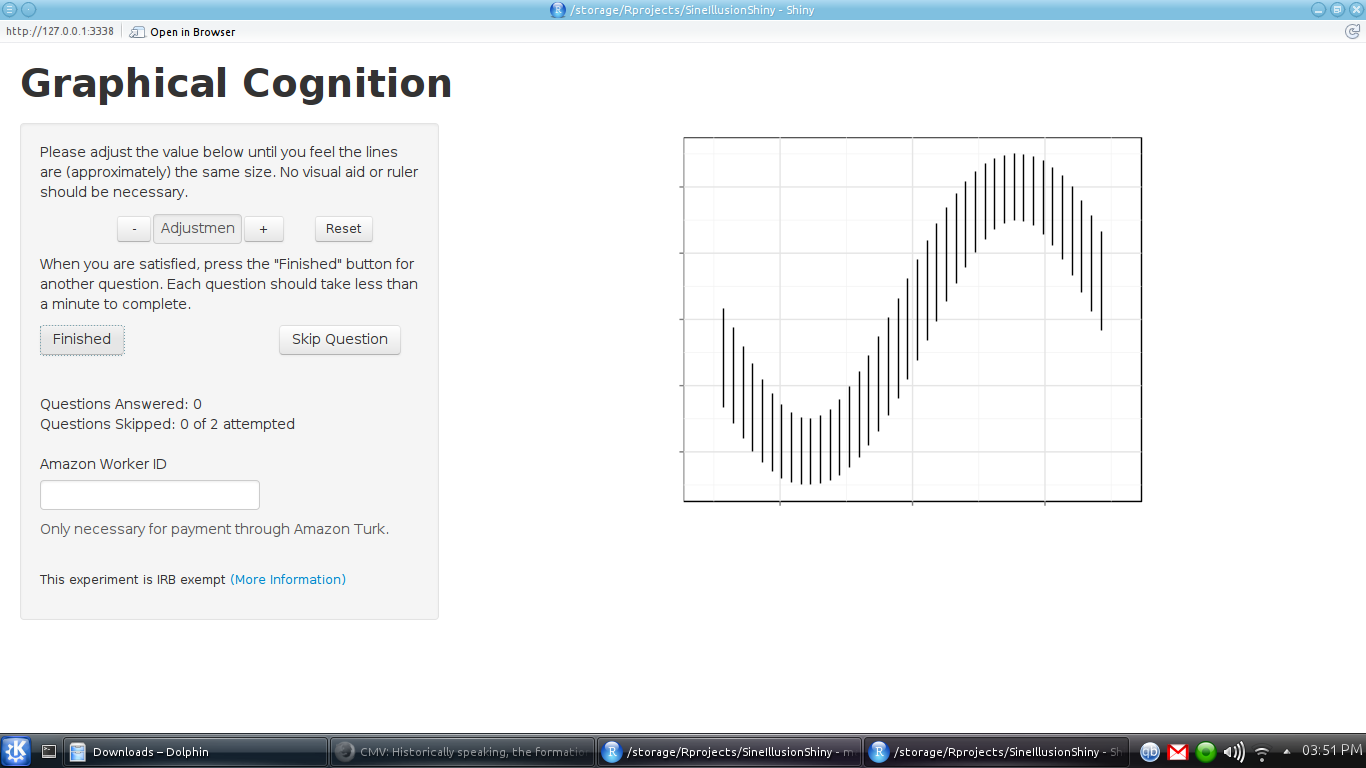 /storage/Rprojects/SineIllusionShiny - Shiny
http://127.0.0.1:3338
Open in Browser
Graphical Cognition
Please adjust the value below until you feel the lines
are (approximately) the same size. No visual aid or ruler
should be necessary.
- Adjustmen + Reset
When you are satisfied, press the "Finished" button for
another question. Each question should take less than
a minute to complete.
Finished Skip Question
Questions Answered: 0
Questions Skipped: 0 of 2 attempted
Amazon Worker ID
Only necessary for payment through Amazon Turk.
This experiment is IRB exempt (More Information)
Downloads – Dolphin
CMV: Historically speaking, the formatio
/storage/Rprojects/SineIllusionShiny - m
/storage/Rprojects/SineIllusionShiny - Sh
03:51 PM